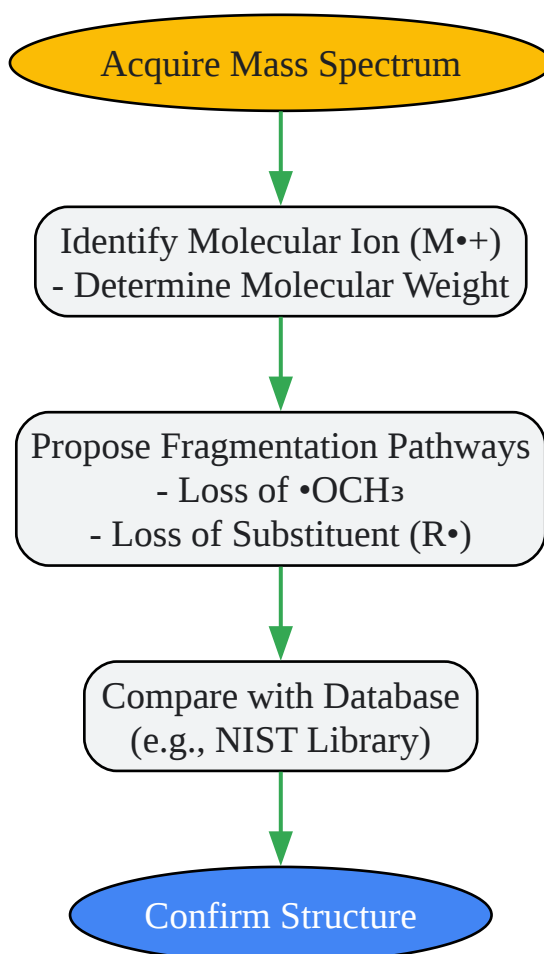 Acquire Mass Spectrum
Identify Molecular Ion (M•+)
- Determine Molecular Weight
Propose Fragmentation Pathways
- Loss of •OCH₃
- Loss of Substituent (R•)
Compare with Database
(e.g., NIST Library)
Confirm Structure